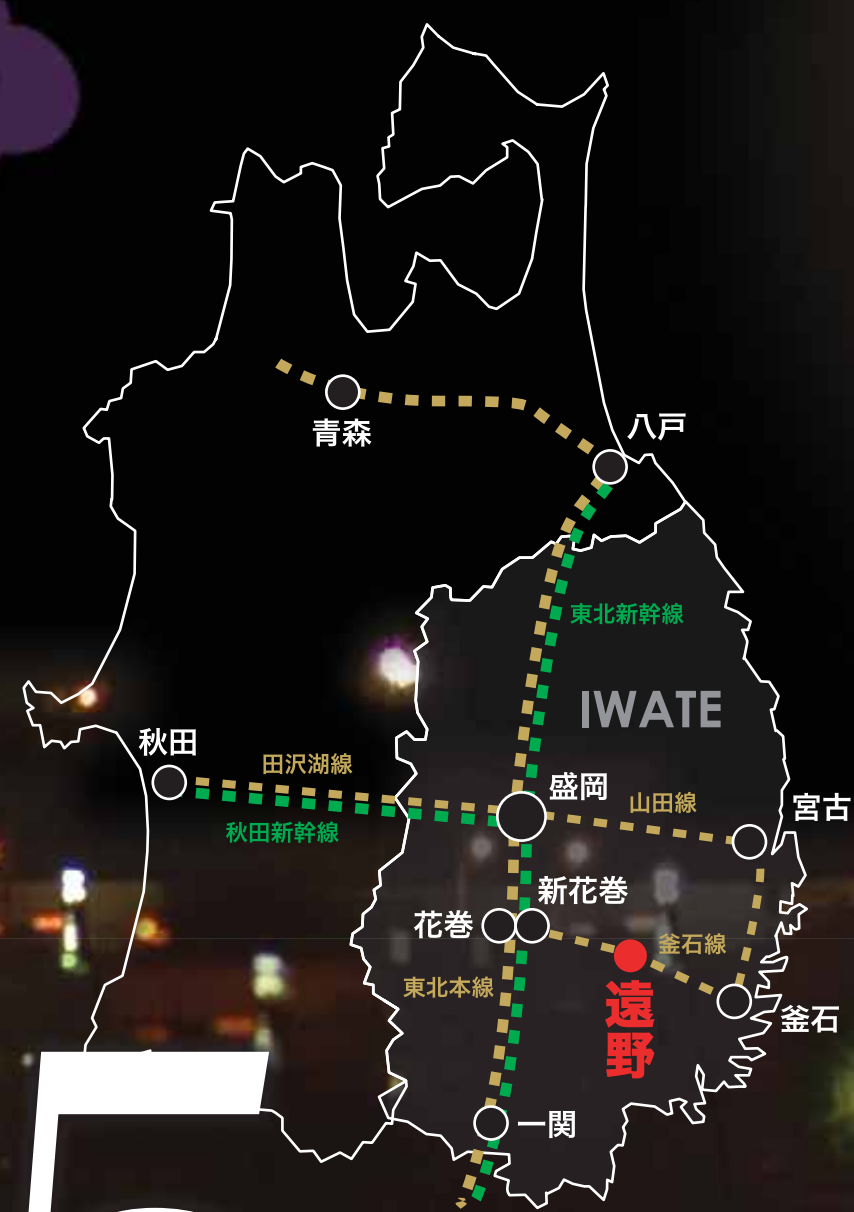 青森
八戸
東北新幹線
IWATE
秋田
田沢湖線
秋田新幹線
盛岡
山田線
宮古
新花巻
花巻
釜石線
東北本線
遠野
釜石
一関